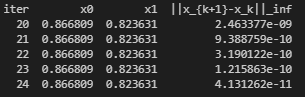 iter x0 x1 ||x_{k+1}-x_k||_inf
20 0.866809 0.823631 2.463377e-09
21 0.866809 0.823631 9.388759e-10
22 0.866809 0.823631 3.190122e-10
23 0.866809 0.823631 1.215863e-10
24 0.866809 0.823631 4.131262e-11